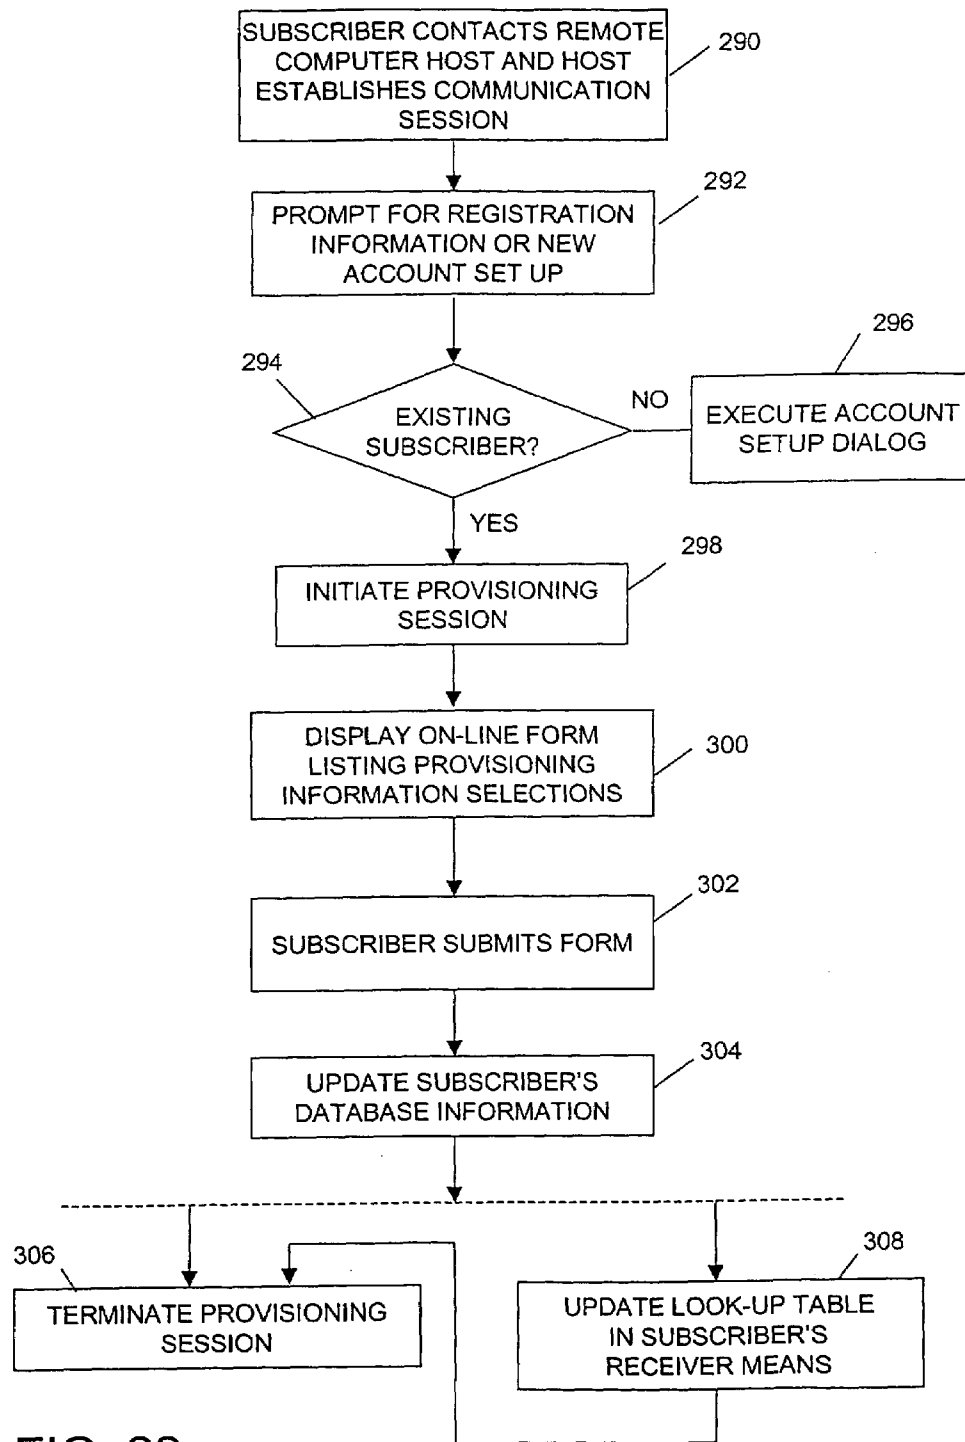 SUBSCRIBER CONTACTS REMOTE
COMPUTER HOST AND HOST
ESTABLISHES COMMUNICATION
SESSION
290
292
PROMPT FOR REGISTRATION
INFORMATION OR NEW
ACCOUNT SET UP
294
296
EXISTING
SUBSCRIBER?
NO
EXECUTE ACCOUNT
SETUP DIALOG
YES
298
INITIATE PROVISIONING
SESSION
DISPLAY ON-LINE FORM
LISTING PROVISIONING
INFORMATION SELECTIONS
300
302
SUBSCRIBER SUBMITS FORM
304
UPDATE SUBSCRIBER'S
DATABASE INFORMATION
306
308
TERMINATE PROVISIONING
SESSION
UPDATE LOOK-UP TABLE
IN SUBSCRIBER'S
RECEIVER MEANS